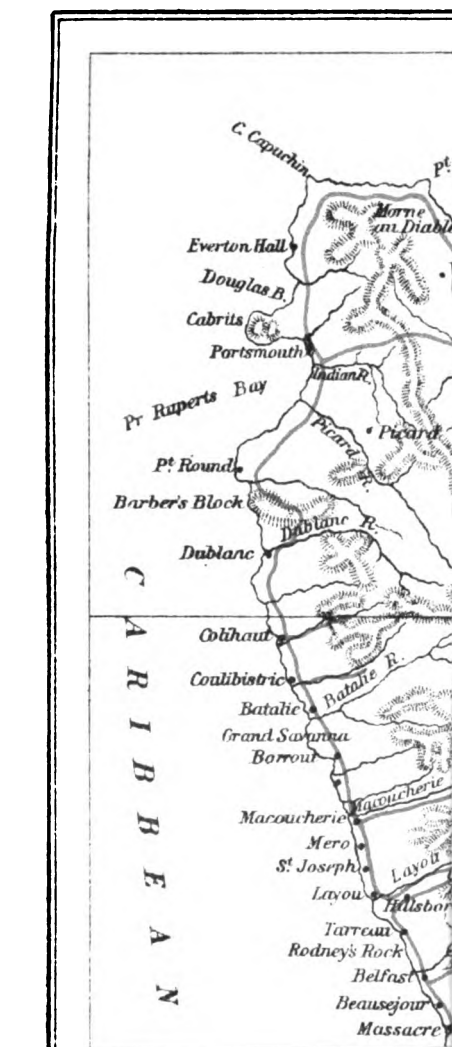 C. Capuchin
Pt.
Morne
au Diable
Everton Hall
Douglas B.
Cabrits
Portsmouth
Indian R.
Pr. Ruperts Bay
Picard R.
Picard
Pt. Round
Barber's Block
Dublanc R.
Dublanc
CARIBBEAN
Colihaut
Coulibistric
Batalie R.
Batalie
Grand Savanna
Borrout
Macoucherie
Macoucherie
Mero
St. Joseph
Layou
Layou
Hillsbor
Tarreau
Rodney's Rock
Belfast
Beausejour
Massacre